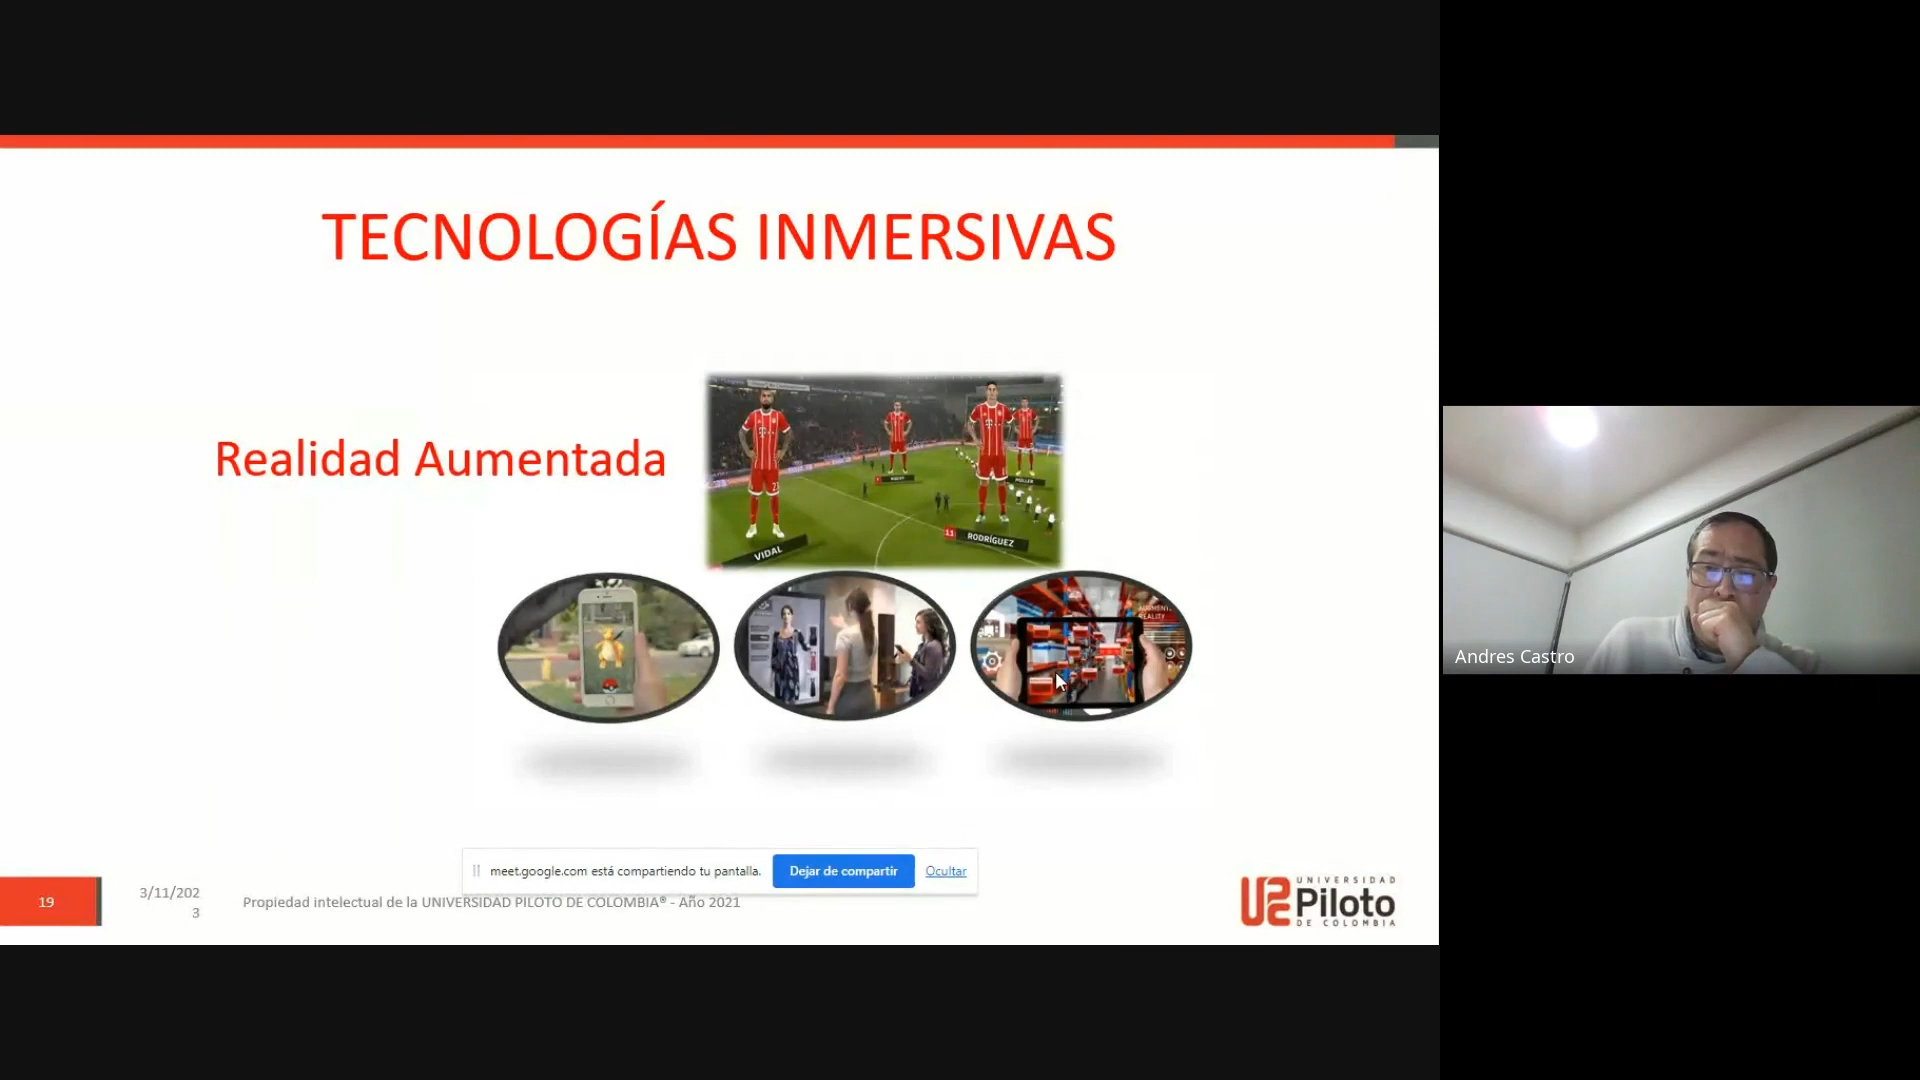 TECNOLOGÍAS INMERSIVAS
Realidad Aumentada
VIDAL
11 RODRÍGUEZ
REALITY
Andres Castro
meet.google.com está compartiendo tu pantalla.
Dejar de compartir
Ocultar
19
3/11/202
3
Propiedad intelectual de la UNIVERSIDAD PILOTO DE COLOMBIA® - Año 2021
UNIVERSIDAD
Piloto
DE COLOMBIA